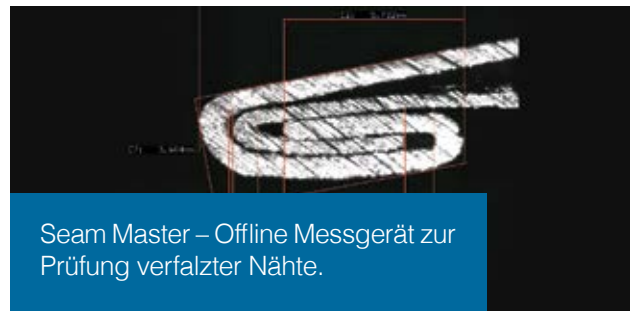 Seam Master – Offline Messgerät zur
Prüfung verfalzter Nähte.